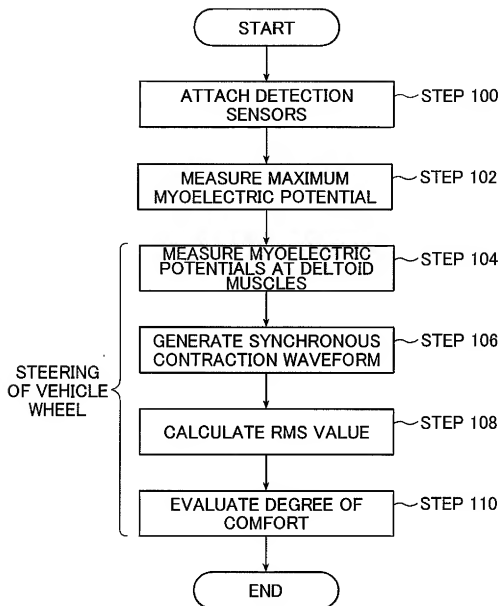 START
ATTACH DETECTION
SENSORS
STEP 100
MEASURE MAXIMUM
MYOELECTRIC POTENTIAL
STEP 102
MEASURE MYOELECTRIC
POTENTIALS AT DELTOID
MUSCLES
STEP 104
GENERATE SYNCHRONOUS
CONTRACTION WAVEFORM
STEP 106
STEERING
OF VEHICLE
WHEEL
CALCULATE RMS VALUE
STEP 108
EVALUATE DEGREE OF
COMFORT
STEP 110
END